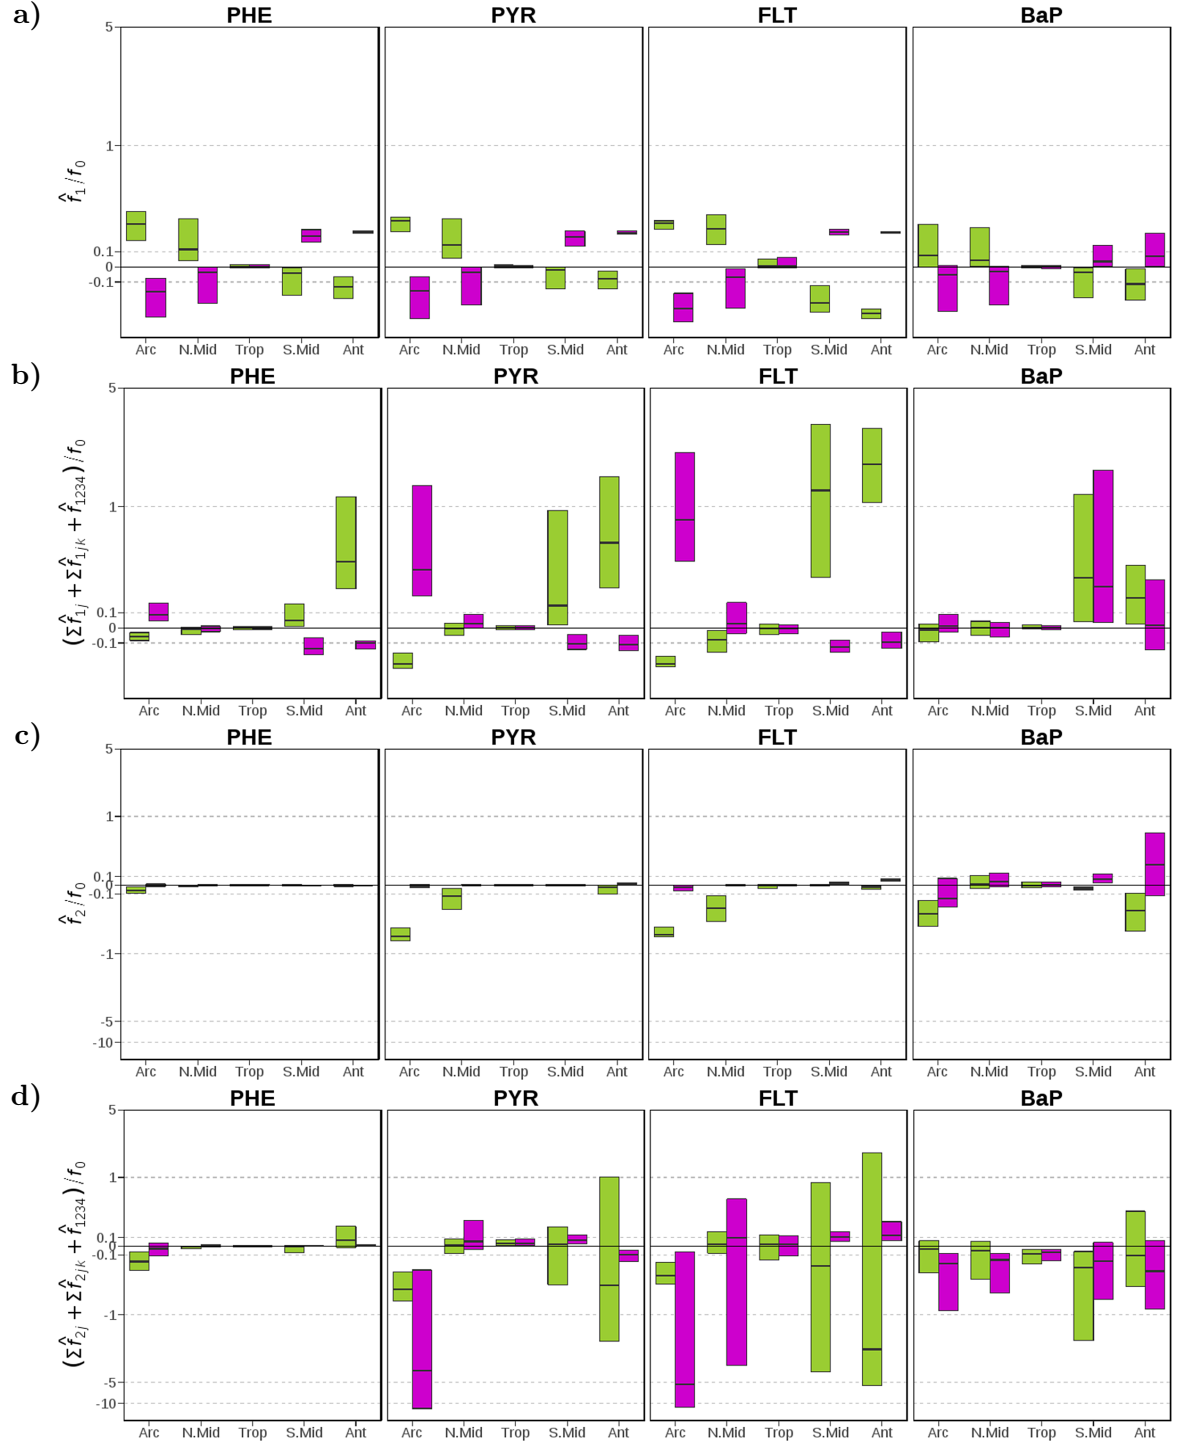 a)
PHE PYR FLT BaP
5
1
0.1
0
-0.1
f̂1/f0
Arc N.Mid Trop S.Mid Ant Arc N.Mid Trop S.Mid Ant Arc N.Mid Trop S.Mid Ant Arc N.Mid Trop S.Mid Ant
b)
PHE PYR FLT BaP
5
1
0.1
0
-0.1
(Σf̂1j + Σf̂1jk + f̂1234)/f0
Arc N.Mid Trop S.Mid Ant Arc N.Mid Trop S.Mid Ant Arc N.Mid Trop S.Mid Ant Arc N.Mid Trop S.Mid Ant
c)
PHE PYR FLT BaP
5
1
0.1
0
-0.1
-1
-5
-10
f̂2/f0
Arc N.Mid Trop S.Mid Ant Arc N.Mid Trop S.Mid Ant Arc N.Mid Trop S.Mid Ant Arc N.Mid Trop S.Mid Ant
d)
PHE PYR FLT BaP
5
1
0.1
0
-0.1
-1
-5
-10
(Σf̂2j + Σf̂2jk + f̂1234)/f0
Arc N.Mid Trop S.Mid Ant Arc N.Mid Trop S.Mid Ant Arc N.Mid Trop S.Mid Ant Arc N.Mid Trop S.Mid Ant